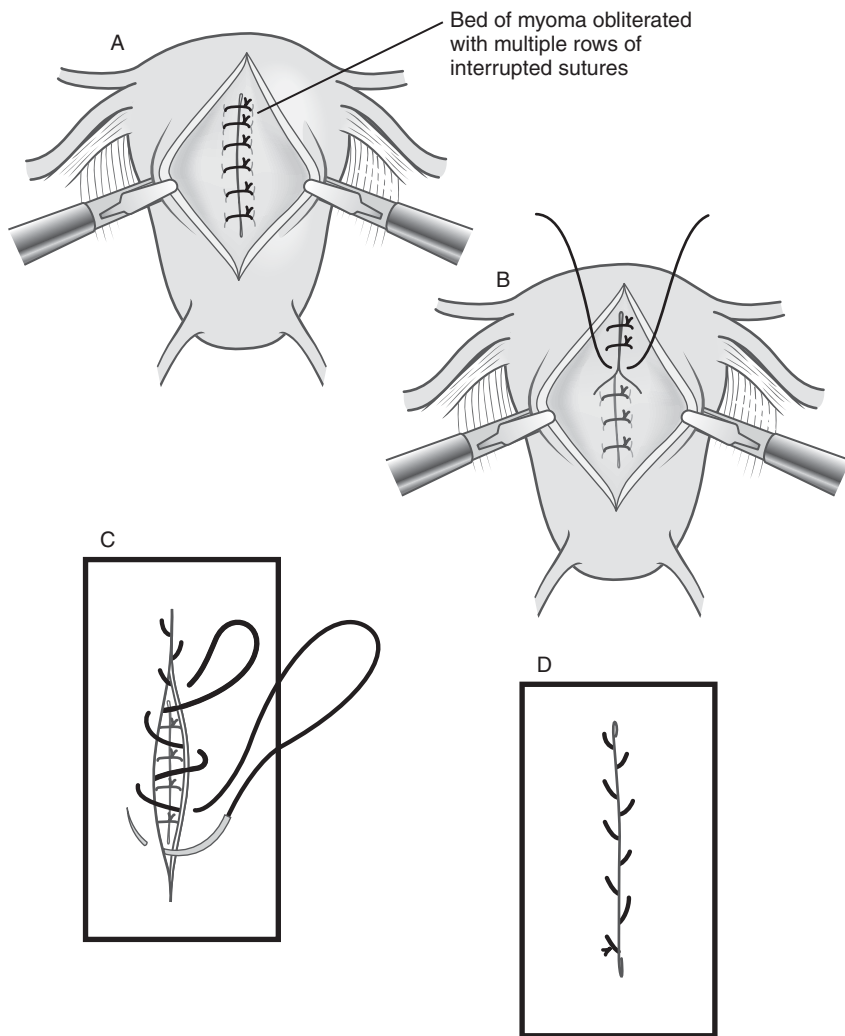 A
Bed of myoma obliterated
with multiple rows of
interrupted sutures
B
C
D